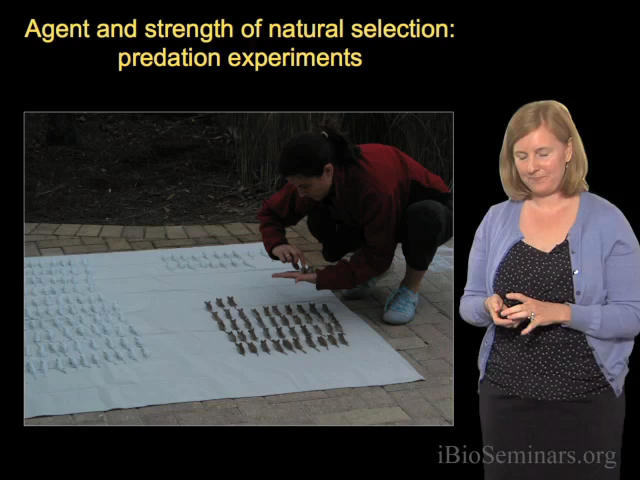 Agent and strength of natural selection:
predation experiments
iBioSeminars.org